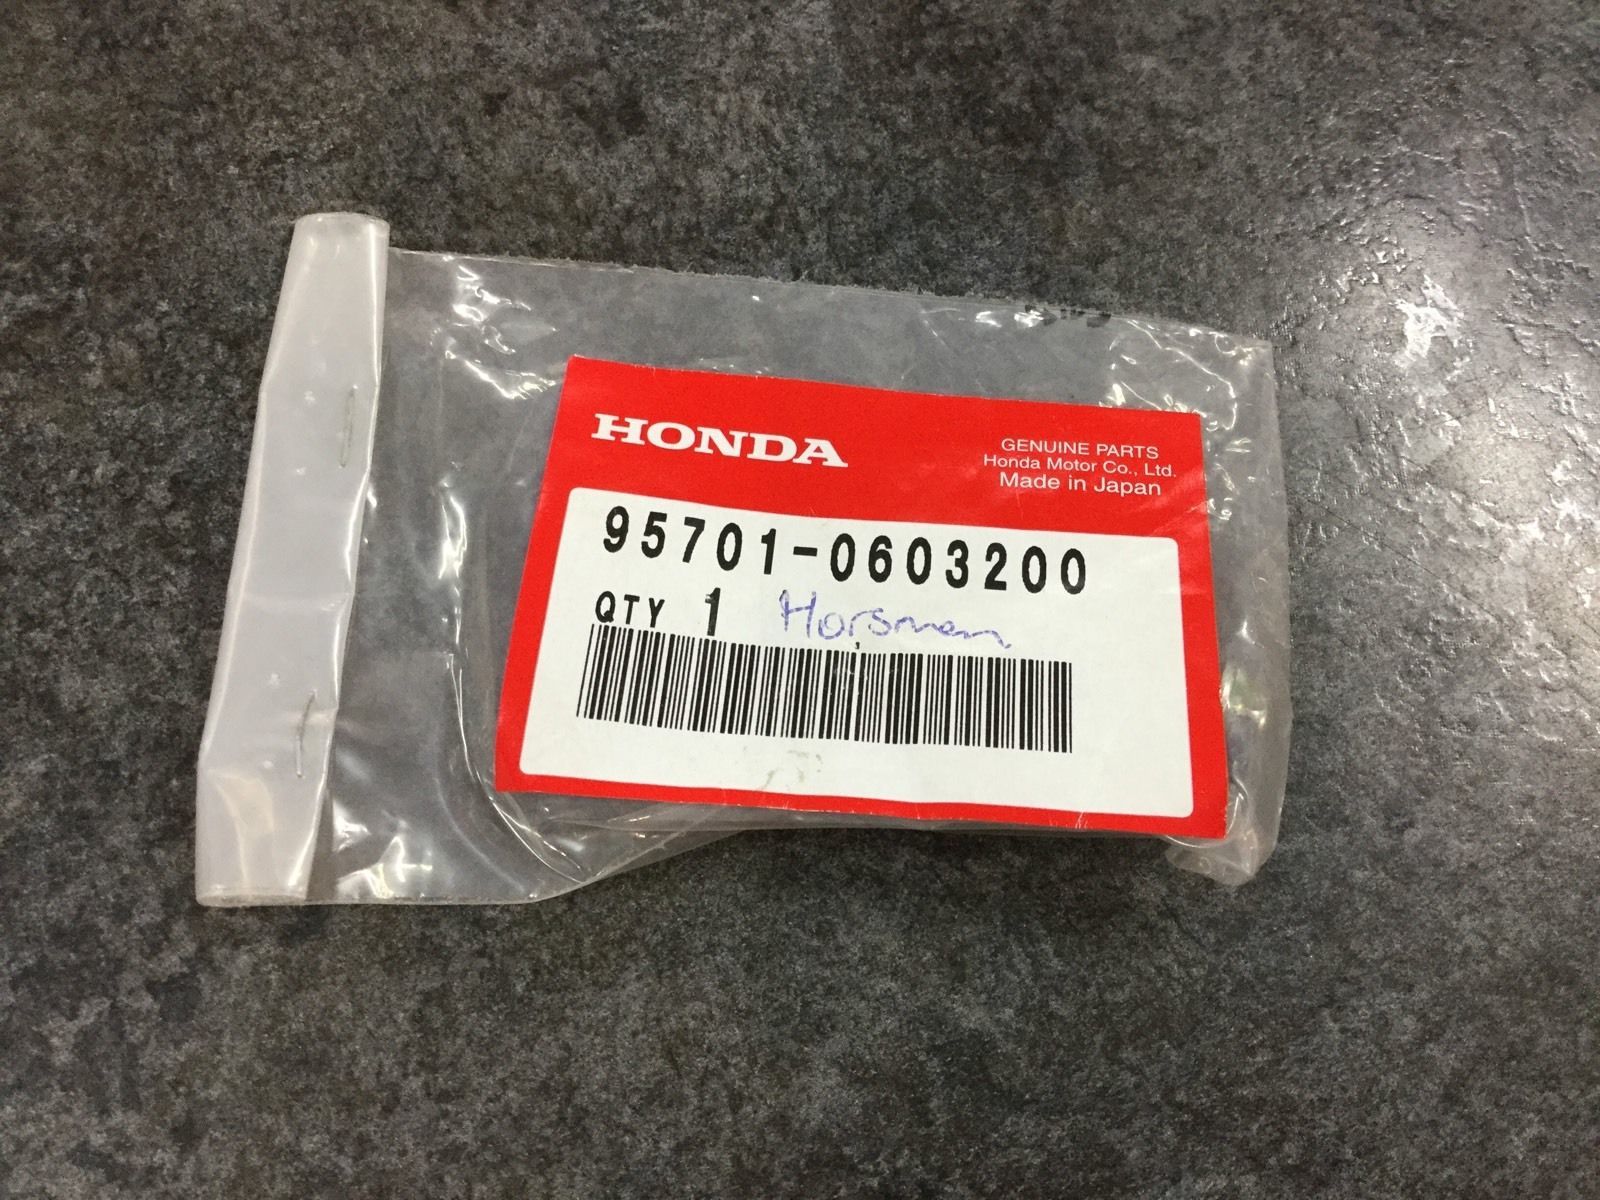 HONDA
GENUINE PARTS
Honda Motor Co., Ltd.
Made in Japan
95701-0603200
QTY 1 Horsmen